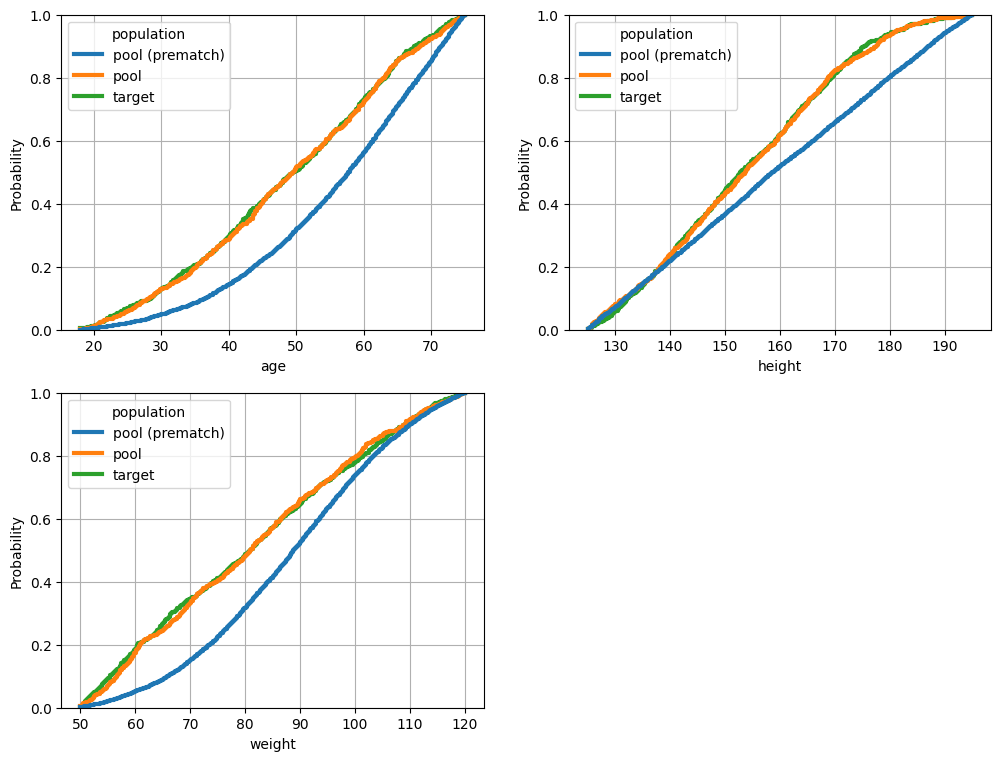 population
pool (prematch)
pool
target
Probability
1.0
0.8
0.6
0.4
0.2
0.0
20 30 40 50 60 70
age
population
pool (prematch)
pool
target
Probability
1.0
0.8
0.6
0.4
0.2
0.0
130 140 150 160 170 180 190
height
population
pool (prematch)
pool
target
Probability
1.0
0.8
0.6
0.4
0.2
0.0
50 60 70 80 90 100 110 120
weight